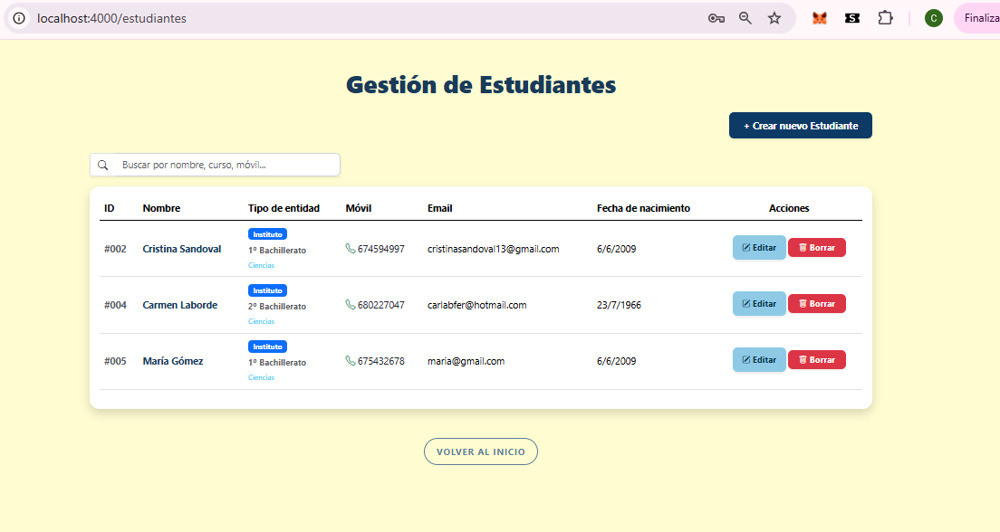 localhost:4000/estudiantes
C
Finaliza
Gestión de Estudiantes
+ Crear nuevo Estudiante
Buscar por nombre, curso, móvil...
ID Nombre Tipo de entidad Móvil Email Fecha de nacimiento Acciones
Instituto
#002 Cristina Sandoval 1º Bachillerato 674594997 cristinasandoval13@gmail.com 6/6/2009 Editar Borrar
Ciencias
Instituto
#004 Carmen Laborde 2º Bachillerato 680227047 carlabfer@hotmail.com 23/7/1966 Editar Borrar
Ciencias
Instituto
#005 María Gómez 1º Bachillerato 675432678 maria@gmail.com 6/6/2009 Editar Borrar
Ciencias
VOLVER AL INICIO